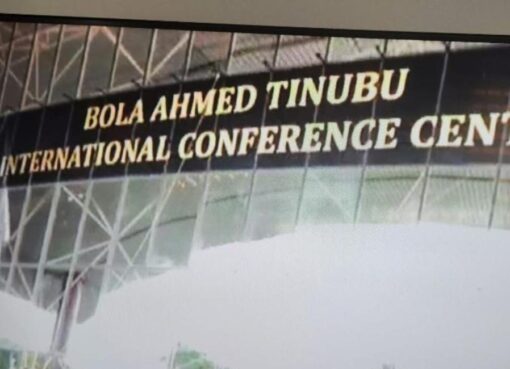 BOLA AHMED TINUBU
INTERNATIONAL CONFERENCE CENT